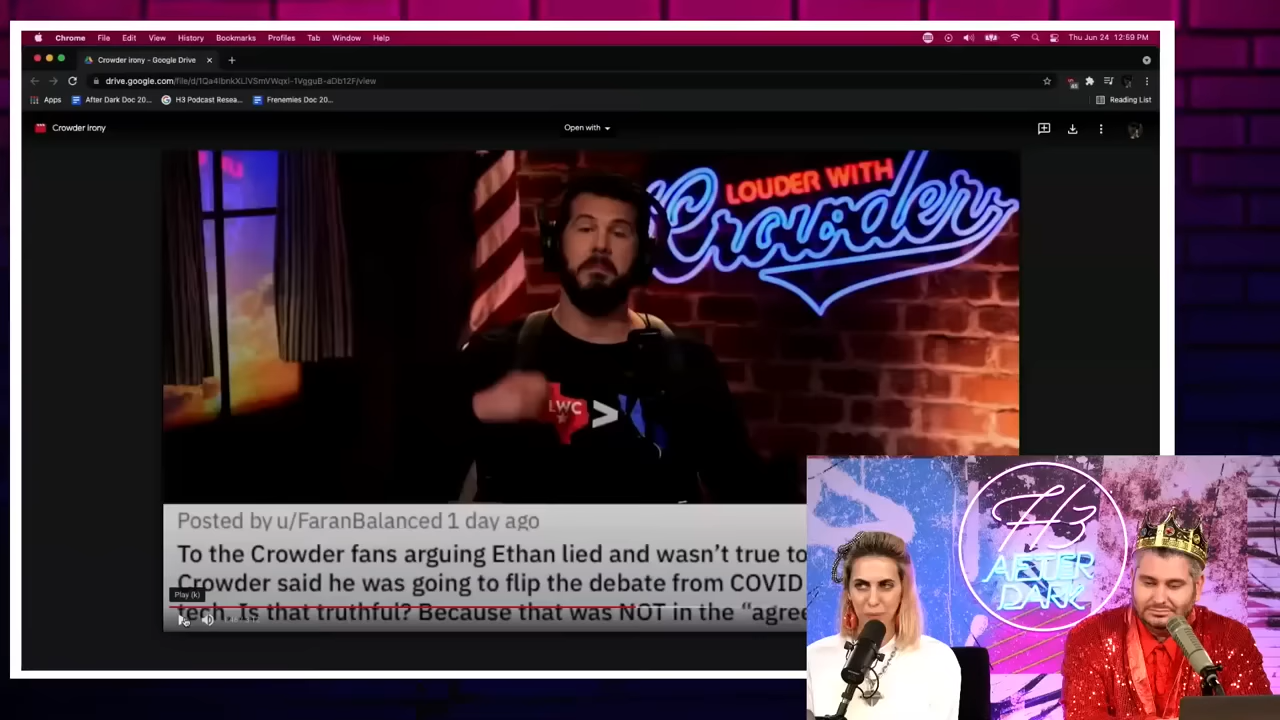 Chrome File Edit View History Bookmarks Profiles Tab Window Help Thu Jun 24 12:59 PM
Crowder irony - Google Drive
drive.google.com
Apps After Dark Doc 20... H3 Podcast Resea... Frenemies Doc 20... Reading List
Crowder irony Open with
LOUDER WITH
Crowder
LWC
>
Posted by u/FaranBalanced 1 day ago
To the Crowder fans arguing Ethan lied and wasn't true to
Crowder said he was going to flip the debate from COVID
Play (k)
tech. Is that truthful? Because that was NOT in the "agree
H3
AFTER
DARK